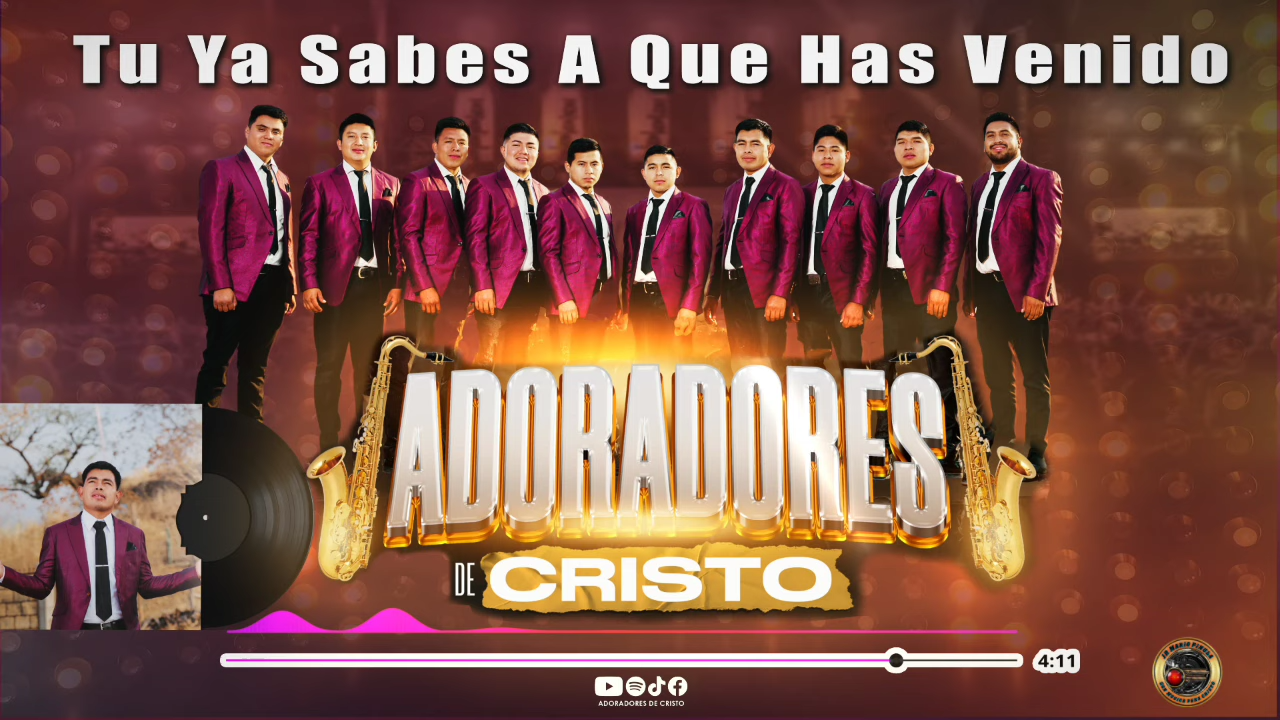 Tu Ya Sabes A Que Has Venido
ADORADORES
DE CRISTO
4:11
ADORADORES DE CRISTO